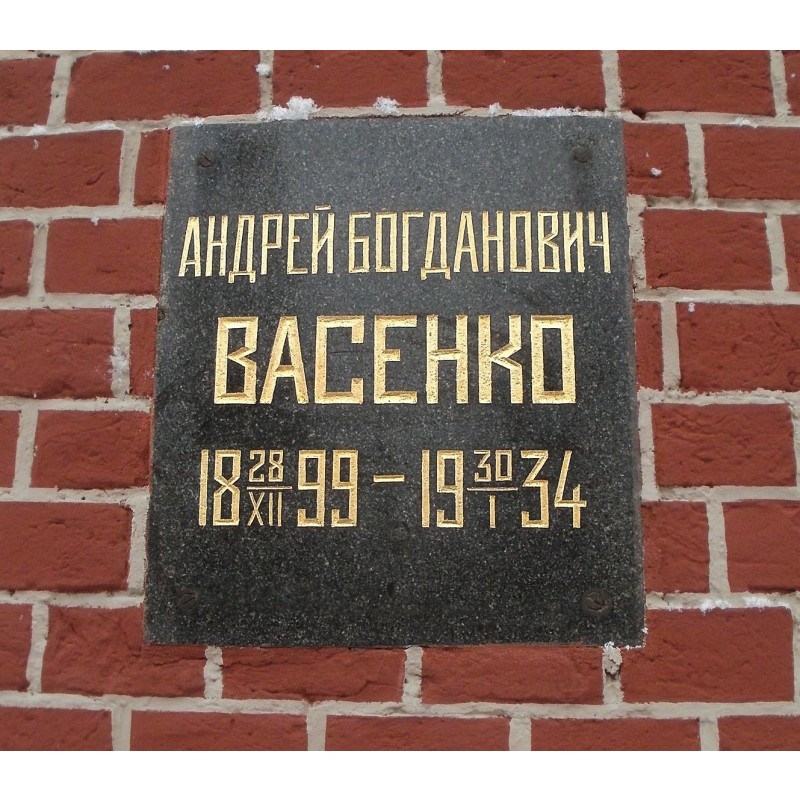 АНДРЕЙ БОГДАНОВИЧ
ВАСЕНКО
18 28/XII 99 – 19 30/I 34